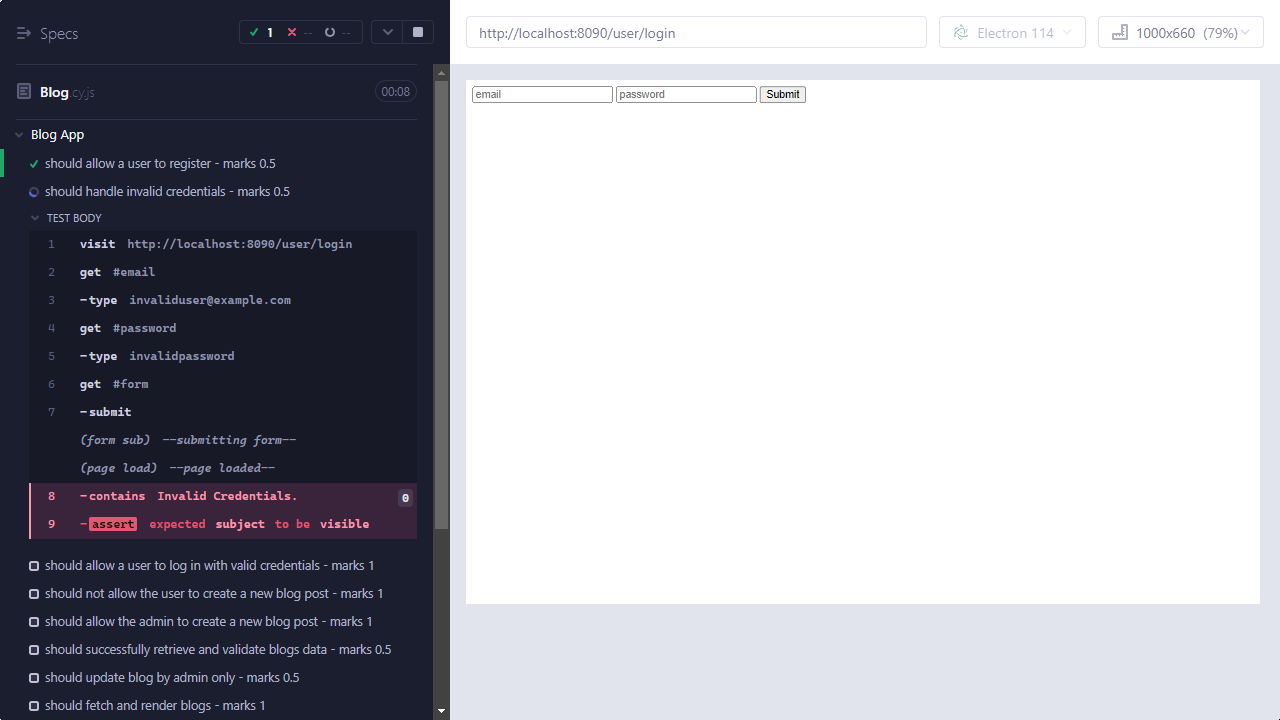 Specs
1
--
--
Blog.cy.js
00:08
Blog App
should allow a user to register - marks 0.5
should handle invalid credentials - marks 0.5
TEST BODY
1 visit http://localhost:8090/user/login
2 get #email
3 -type invaliduser@example.com
4 get #password
5 -type invalidpassword
6 get #form
7 -submit
(form sub) --submitting form--
(page load) --page loaded--
8 -contains Invalid Credentials. 0
9 -assert expected subject to be visible
should allow a user to log in with valid credentials - marks 1
should not allow the user to create a new blog post - marks 1
should allow the admin to create a new blog post - marks 1
should successfully retrieve and validate blogs data - marks 0.5
should update blog by admin only - marks 0.5
should fetch and render blogs - marks 1
http://localhost:8090/user/login
Electron 114
1000x660 (79%)
email
password
Submit